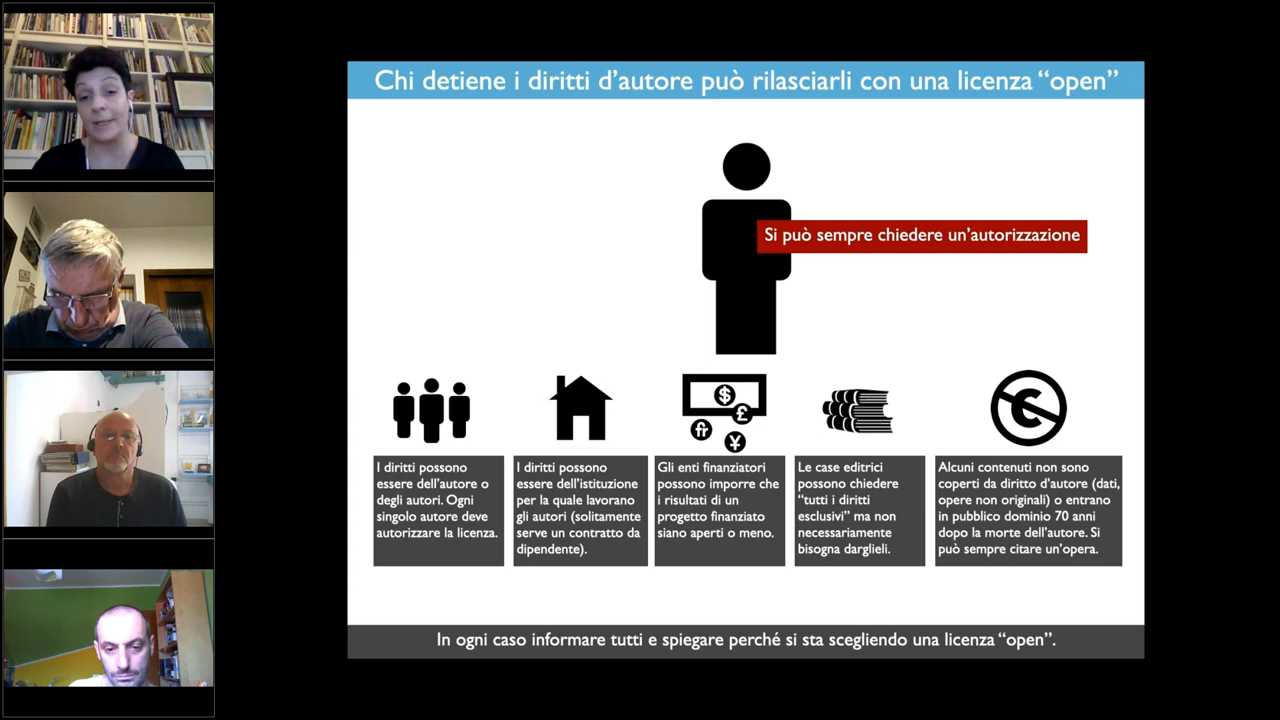 Chi detiene i diritti d'autore può rilasciarli con una licenza “open”
Si può sempre chiedere un'autorizzazione
$
£
fr
¥
I diritti possono
essere dell'autore o
degli autori. Ogni
singolo autore deve
autorizzare la licenza.
I diritti possono
essere dell'istituzione
per la quale lavorano
gli autori (solitamente
serve un contratto da
dipendente).
Gli enti finanziatori
possono imporre che
i risultati di un
progetto finanziato
siano aperti o meno.
Le case editrici
possono chiedere
“tutti i diritti
esclusivi” ma non
necessariamente
bisogna darglieli.
Alcuni contenuti non sono
coperti da diritto d'autore (dati,
opere non originali) o entrano
in pubblico dominio 70 anni
dopo la morte dell'autore. Si
può sempre citare un'opera.
In ogni caso informare tutti e spiegare perché si sta scegliendo una licenza “open”.